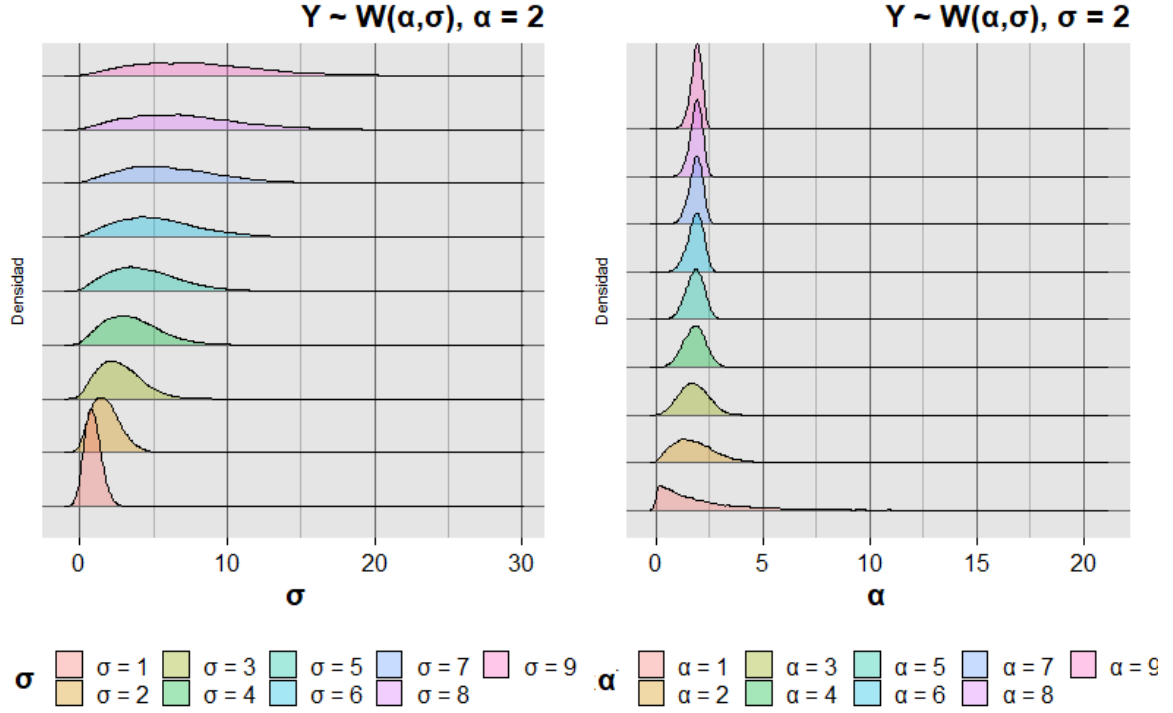 Y ~ W(α,σ), α = 2
Densidad
0 10 20 30
σ
σ σ = 1 σ = 3 σ = 5 σ = 7 σ = 9
σ = 2 σ = 4 σ = 6 σ = 8
Y ~ W(α,σ), σ = 2
Densidad
0 5 10 15 20
α
α α = 1 α = 3 α = 5 α = 7 α = 9
α = 2 α = 4 α = 6 α = 8